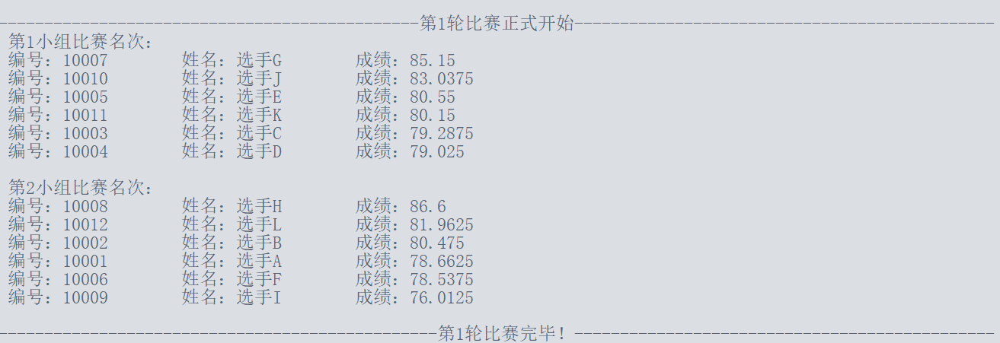 ----------------------------------------------第1轮比赛正式开始----------------------------------------------
第1小组比赛名次:
编号: 10007 姓名: 选手G 成绩: 85.15
编号: 10010 姓名: 选手J 成绩: 83.0375
编号: 10005 姓名: 选手E 成绩: 80.55
编号: 10011 姓名: 选手K 成绩: 80.15
编号: 10003 姓名: 选手C 成绩: 79.2875
编号: 10004 姓名: 选手D 成绩: 79.025
第2小组比赛名次:
编号: 10008 姓名: 选手H 成绩: 86.6
编号: 10012 姓名: 选手L 成绩: 81.9625
编号: 10002 姓名: 选手B 成绩: 80.475
编号: 10001 姓名: 选手A 成绩: 78.6625
编号: 10006 姓名: 选手F 成绩: 78.5375
编号: 10009 姓名: 选手I 成绩: 76.0125
------------------------------------------------第1轮比赛完毕! ----------------------------------------------